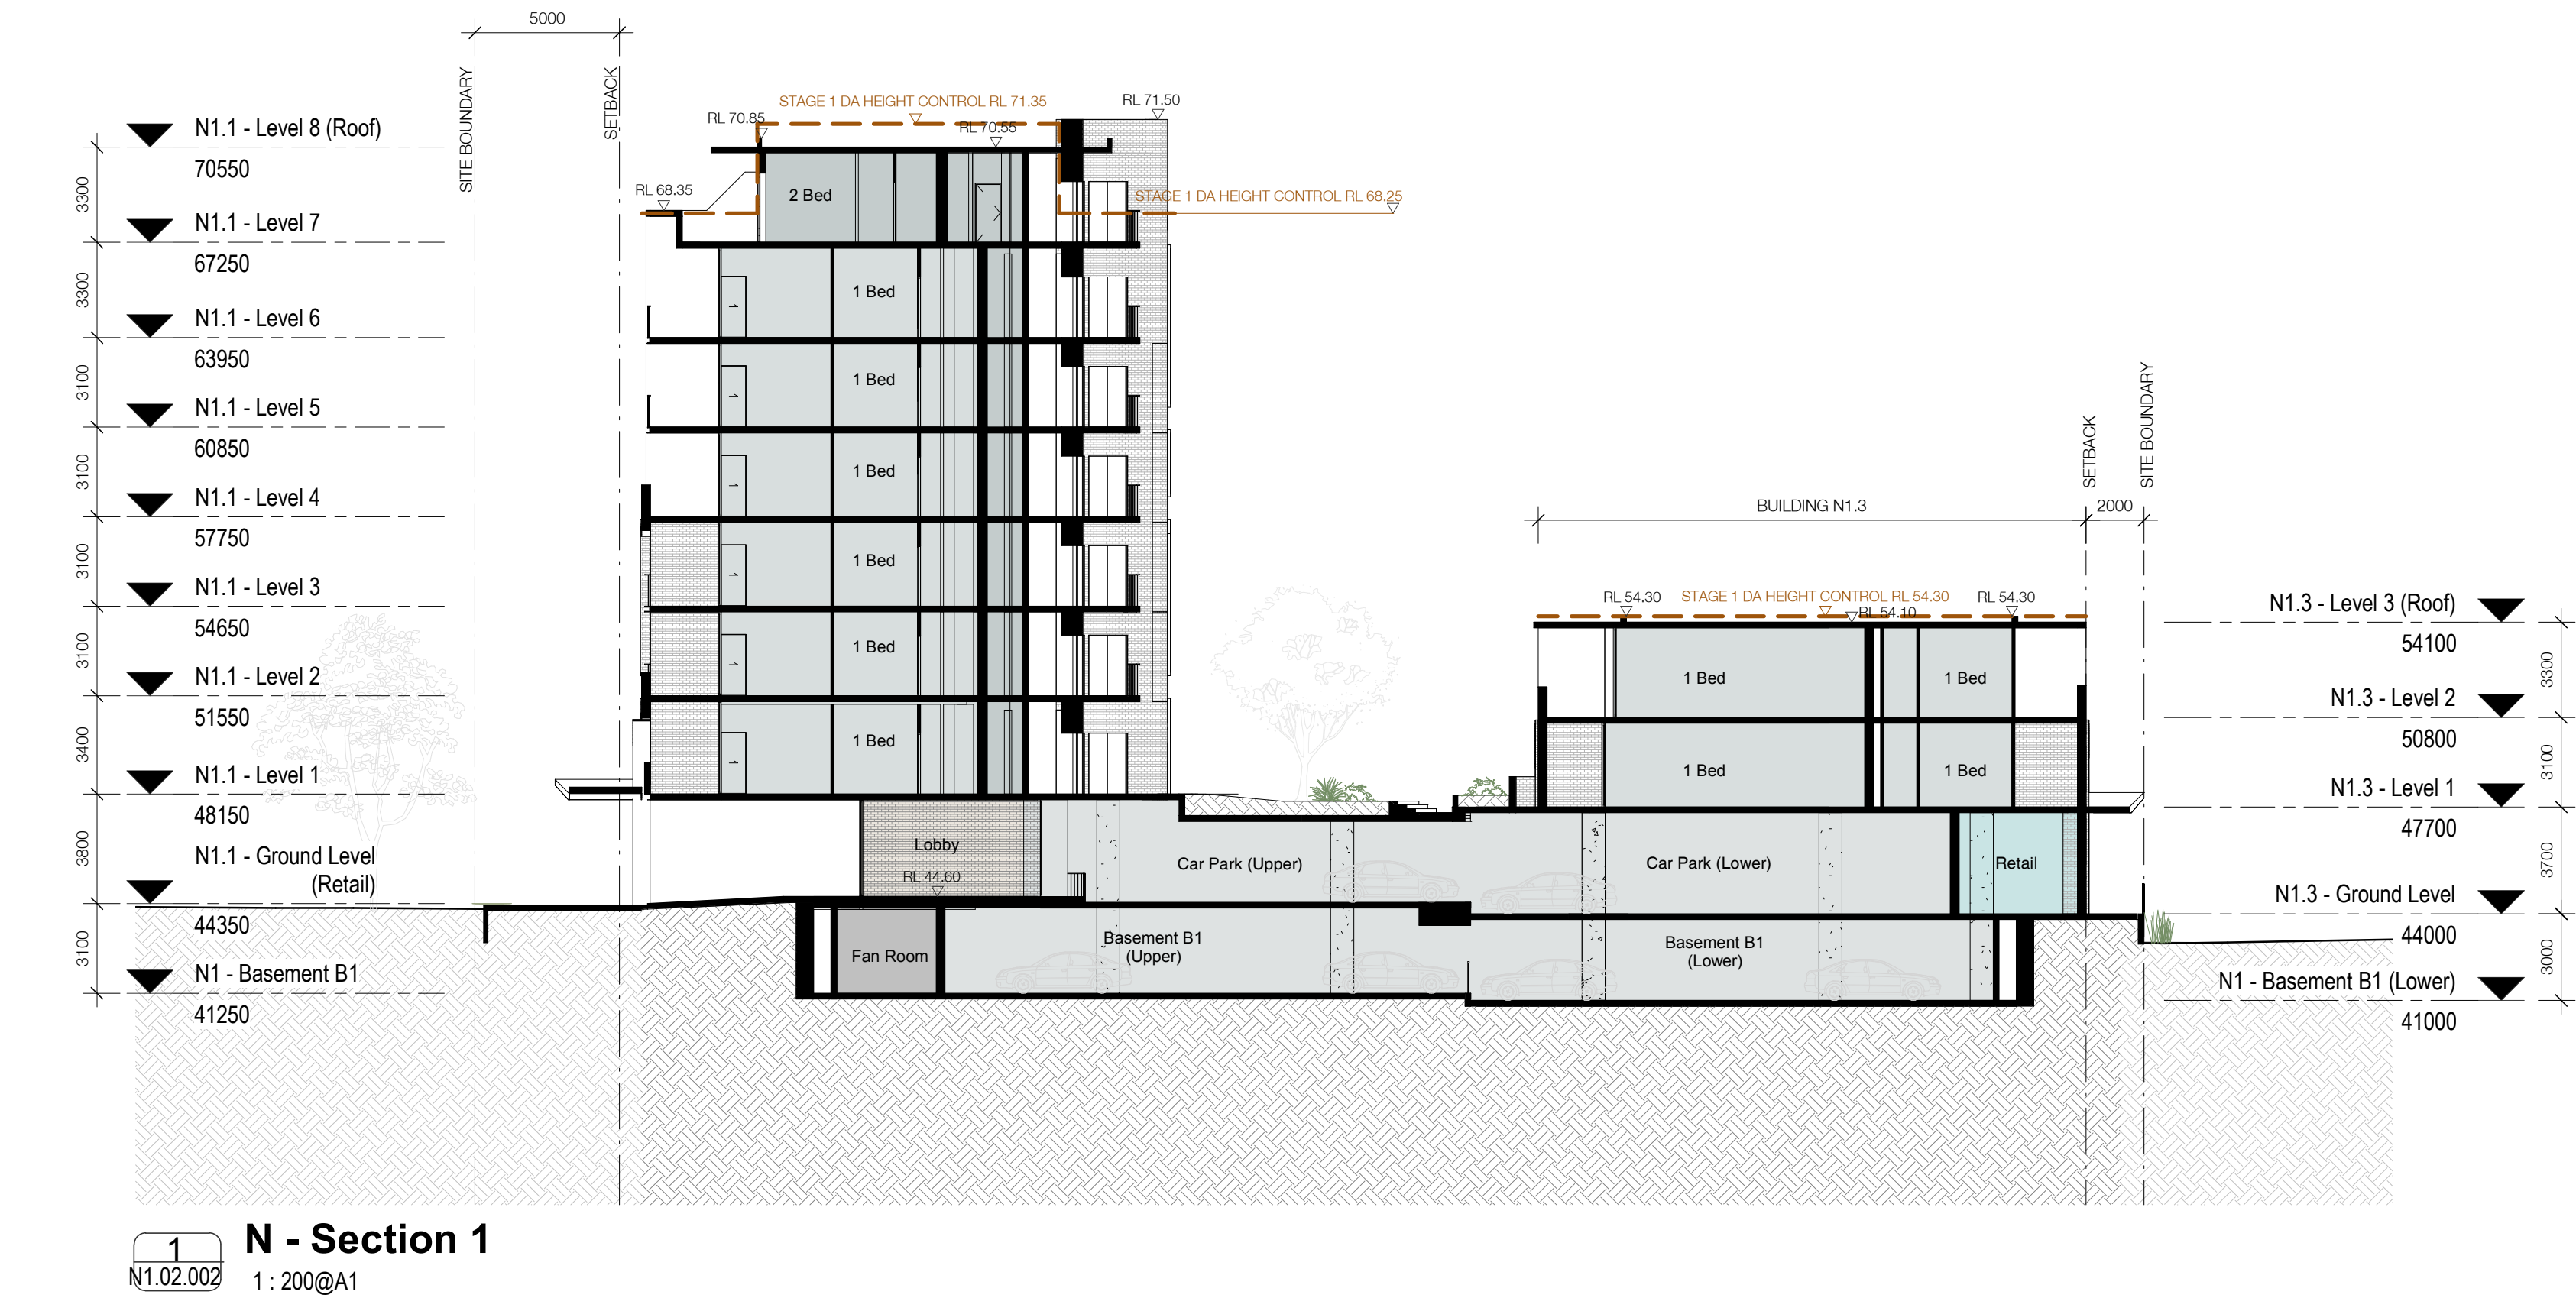 5000
SITE BOUNDARY
SETBACK
STAGE 1 DA HEIGHT CONTROL RL 71.35
RL 71.50
RL 70.85
RL 70.55
RL 68.35
STAGE 1 DA HEIGHT CONTROL RL 68.25
N1.1 - Level 8 (Roof)
70550
3300
N1.1 - Level 7
67250
3300
N1.1 - Level 6
63950
3100
N1.1 - Level 5
60850
3100
N1.1 - Level 4
57750
3100
N1.1 - Level 3
54650
3100
N1.1 - Level 2
51550
3400
N1.1 - Level 1
48150
3800
N1.1 - Ground Level
(Retail)
44350
3100
N1 - Basement B1
41250
2 Bed
1 Bed
1 Bed
1 Bed
1 Bed
1 Bed
1 Bed
Lobby
RL 44.60
Car Park (Upper)
Car Park (Lower)
Retail
Fan Room
Basement B1
(Upper)
Basement B1
(Lower)
SETBACK
SITE BOUNDARY
BUILDING N1.3
2000
RL 54.30
STAGE 1 DA HEIGHT CONTROL RL 54.30
RL 54.10
RL 54.30
1 Bed
1 Bed
1 Bed
1 Bed
N1.3 - Level 3 (Roof)
54100
3300
N1.3 - Level 2
50800
3100
N1.3 - Level 1
47700
3700
N1.3 - Ground Level
44000
3000
N1 - Basement B1 (Lower)
41000
1
N1.02.002
N - Section 1
1 : 200@A1